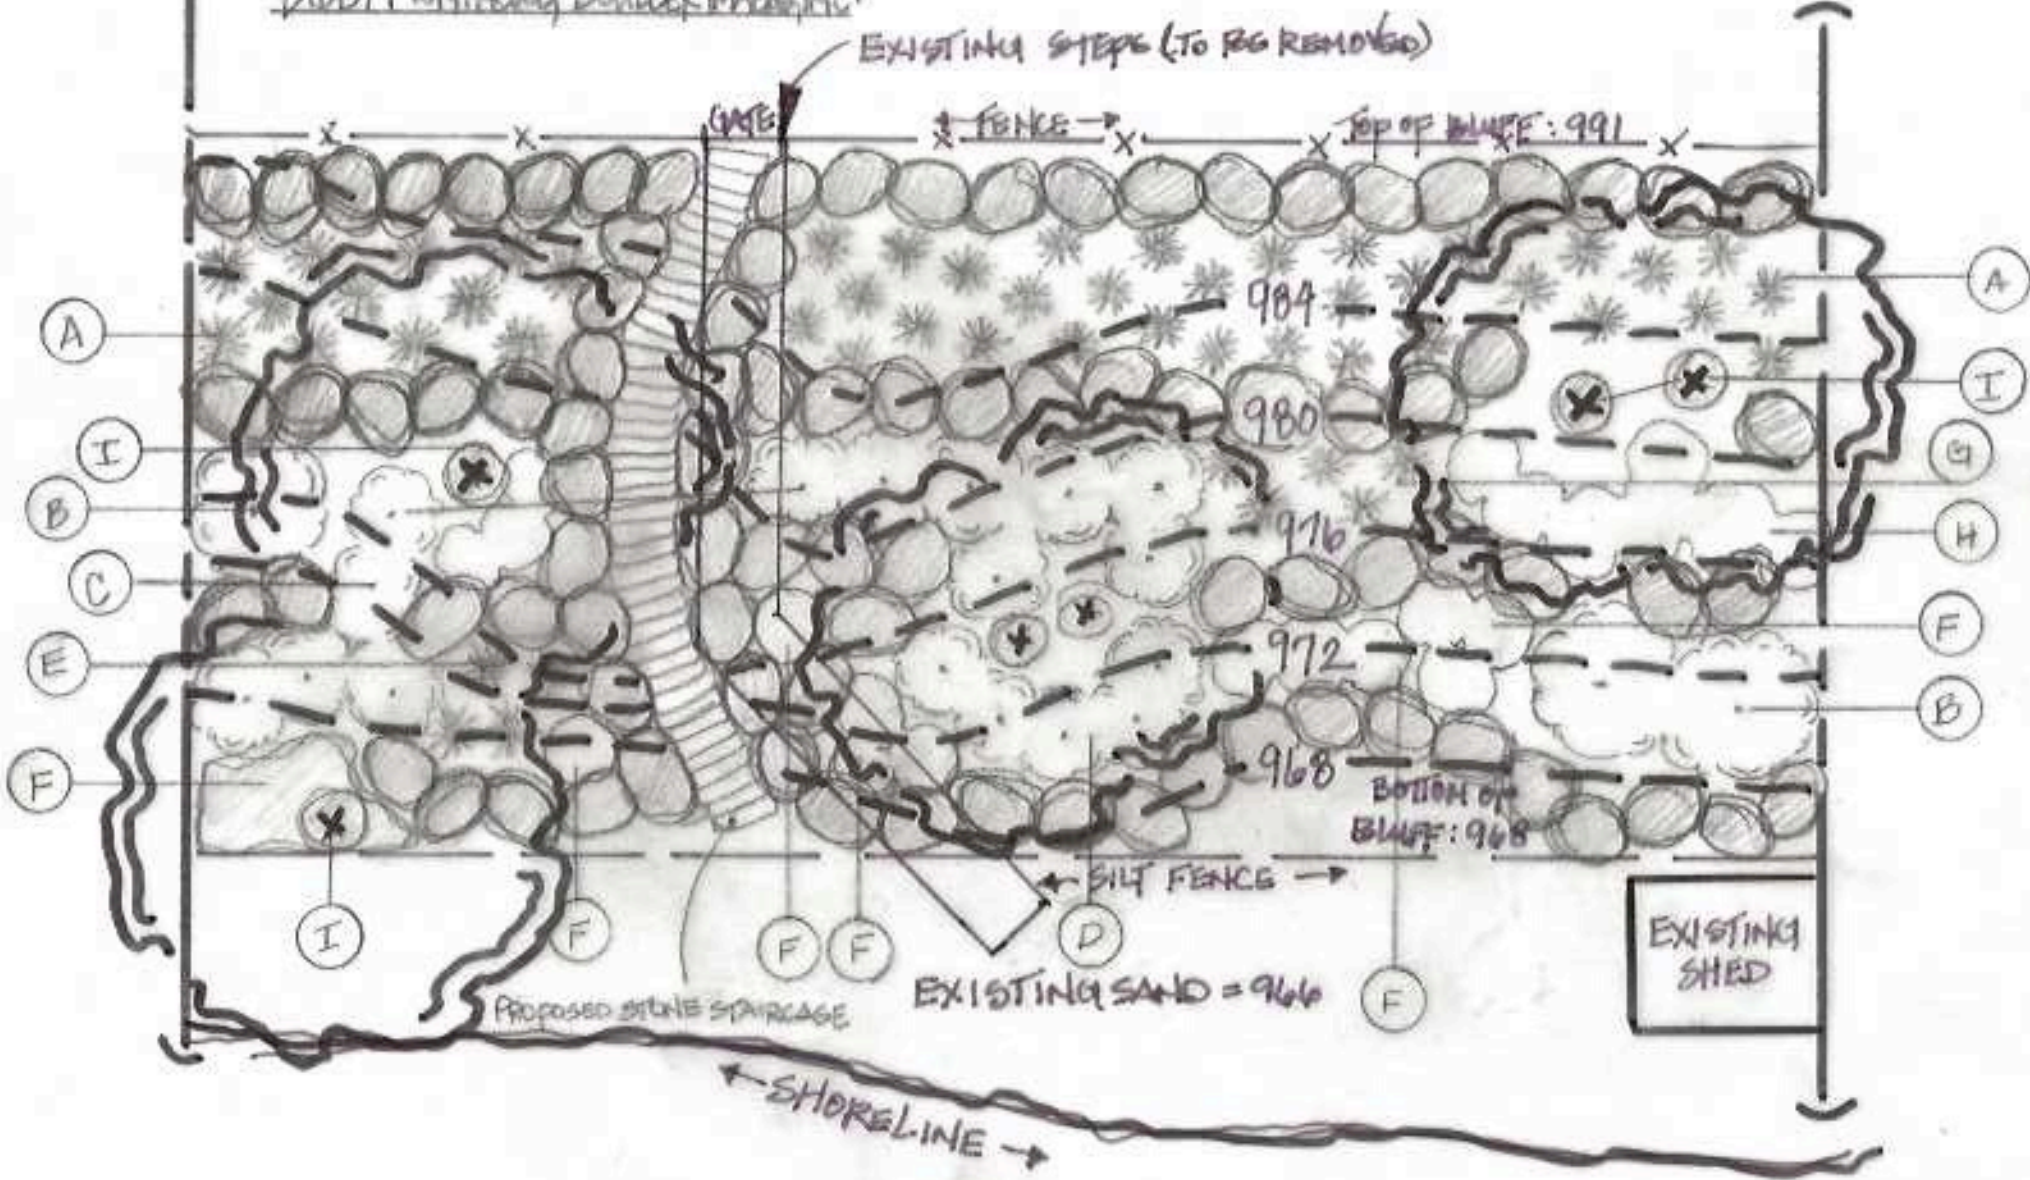 EXISTING STEPS (TO BE REMOVED)
GATE
FENCE
TOP OF BLUFF: 991
984
980
976
972
968
BOTTOM OF
BLUFF: 968
A
I
B
C
E
F
I
F
F
F
D
F
A
I
G
H
F
B
SILT FENCE
EXISTING SAND = 966
EXISTING
SHED
PROPOSED STONE STAIRCASE
SHORELINE